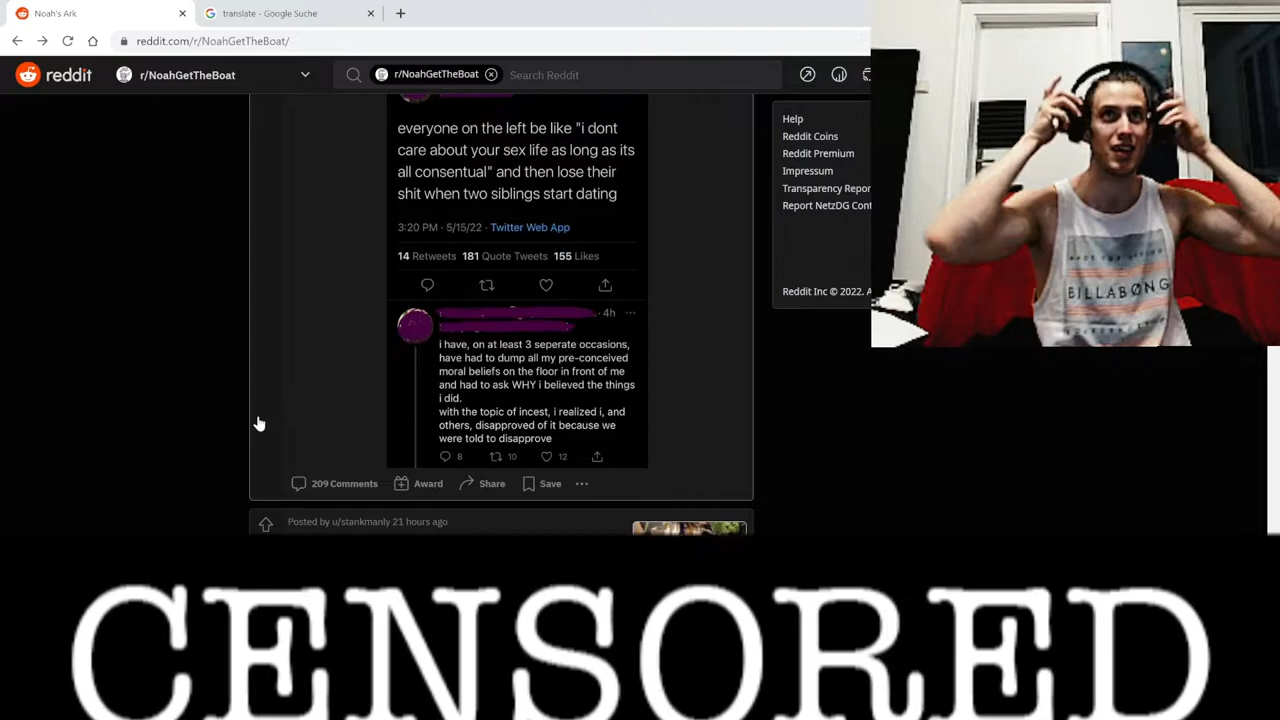 Noah's Ark
translate - Google Suche
reddit.com/r/NoahGetTheBoat/
reddit
r/NoahGetTheBoat
r/NoahGetTheBoat
Search Reddit
everyone on the left be like "i dont
care about your sex life as long as its
all consentual" and then lose their
shit when two siblings start dating
3:20 PM · 5/15/22 · Twitter Web App
14 Retweets 181 Quote Tweets 155 Likes
· 4h
i have, on at least 3 seperate occasions,
have had to dump all my pre-conceived
moral beliefs on the floor in front of me
and had to ask WHY i believed the things
i did.
with the topic of incest, i realized i, and
others, disapproved of it because we
were told to disapprove
8 10 12
209 Comments Award Share Save
Posted by u/stankmanly 21 hours ago
Help
Reddit Coins
Reddit Premium
Impressum
Transparency Repor
Report NetzDG Cont
Reddit Inc © 2022. A
BILLABONG
CENSORED